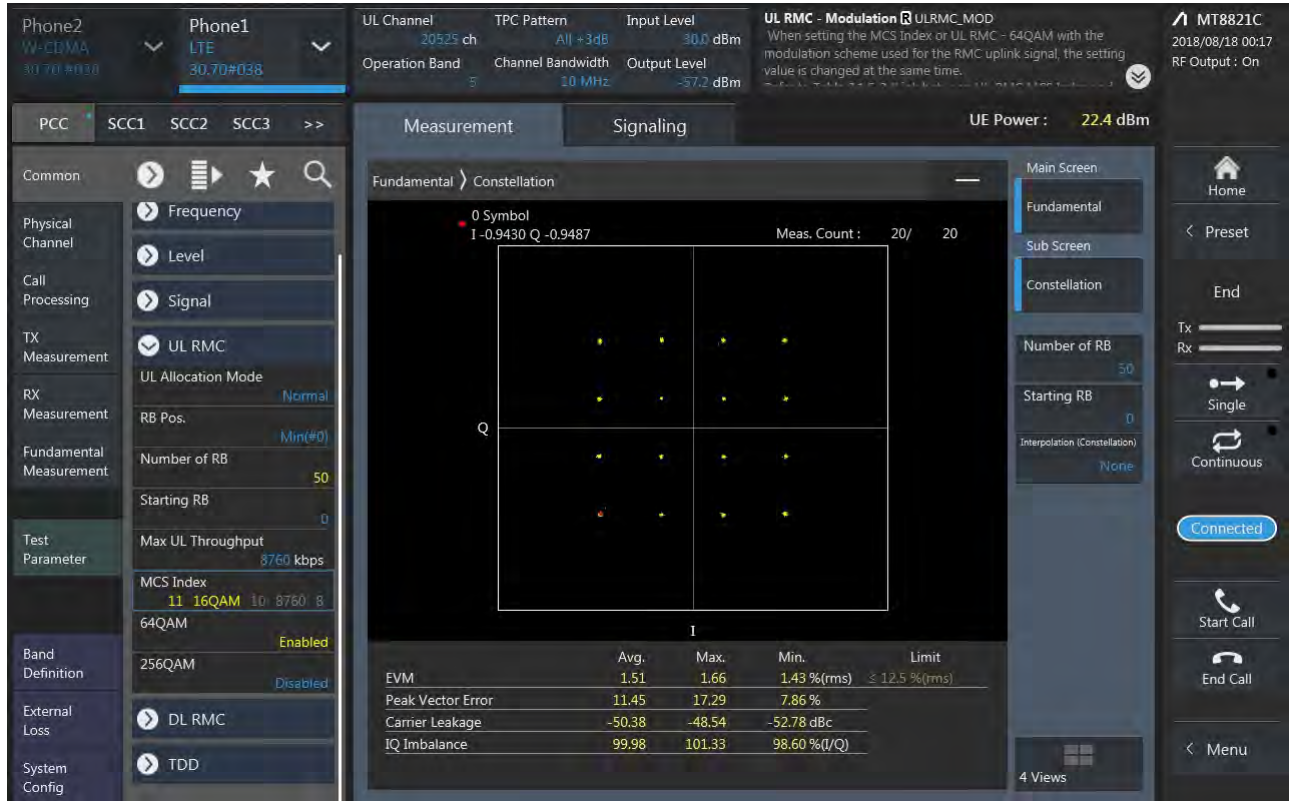 Phone2
W-CDMA
30.70 #038
Phone1
LTE
30.70#038
UL Channel
20525 ch
TPC Pattern
All +3dB
Input Level
30.0 dBm
Operation Band
5
Channel Bandwidth
10 MHz
Output Level
-57.2 dBm
UL RMC - Modulation R ULRMC_MOD
When setting the MCS Index or UL RMC - 64QAM with the
modulation scheme used for the RMC uplink signal, the setting
value is changed at the same time.
MT8821C
2018/08/18 00:17
RF Output : On
PCC SCC1 SCC2 SCC3 >>
Measurement
Signaling
UE Power : 22.4 dBm
Common
Physical
Channel
Call
Processing
TX
Measurement
RX
Measurement
Fundamental
Measurement
Test
Parameter
Band
Definition
External
Loss
System
Config
Frequency
Level
Signal
UL RMC
UL Allocation Mode
Normal
RB Pos.
Min(#0)
Number of RB
50
Starting RB
0
Max UL Throughput
8760 kbps
MCS Index
11 16QAM 10 8760 8
64QAM
Enabled
256QAM
Disabled
DL RMC
TDD
Fundamental 〉 Constellation
0 Symbol
I -0.9430 Q -0.9487
Meas. Count : 20/ 20
Q
I
Avg. Max. Min. Limit
EVM 1.51 1.66 1.43 %(rms) ≤ 12.5 %(rms)
Peak Vector Error 11.45 17.29 7.86 %
Carrier Leakage -50.38 -48.54 -52.78 dBc
IQ Imbalance 99.98 101.33 98.60 %(I/Q)
Main Screen
Fundamental
Sub Screen
Constellation
Number of RB
50
Starting RB
0
Interpolation (Constellation)
None
4 Views
Home
< Preset
End
Tx
Rx
Single
Continuous
Connected
Start Call
End Call
< Menu